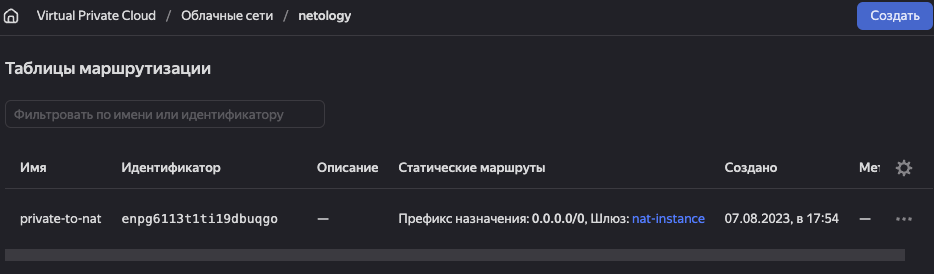 Virtual Private Cloud / Облачные сети / netology Создать
Таблицы маршрутизации
Фильтровать по имени или идентификатору
Имя Идентификатор Описание Статические маршруты Создано Мет
private-to-nat enpg6113t1ti19dbuqgo — Префикс назначения: 0.0.0.0/0, Шлюз: nat-instance 07.08.2023, в 17:54 —